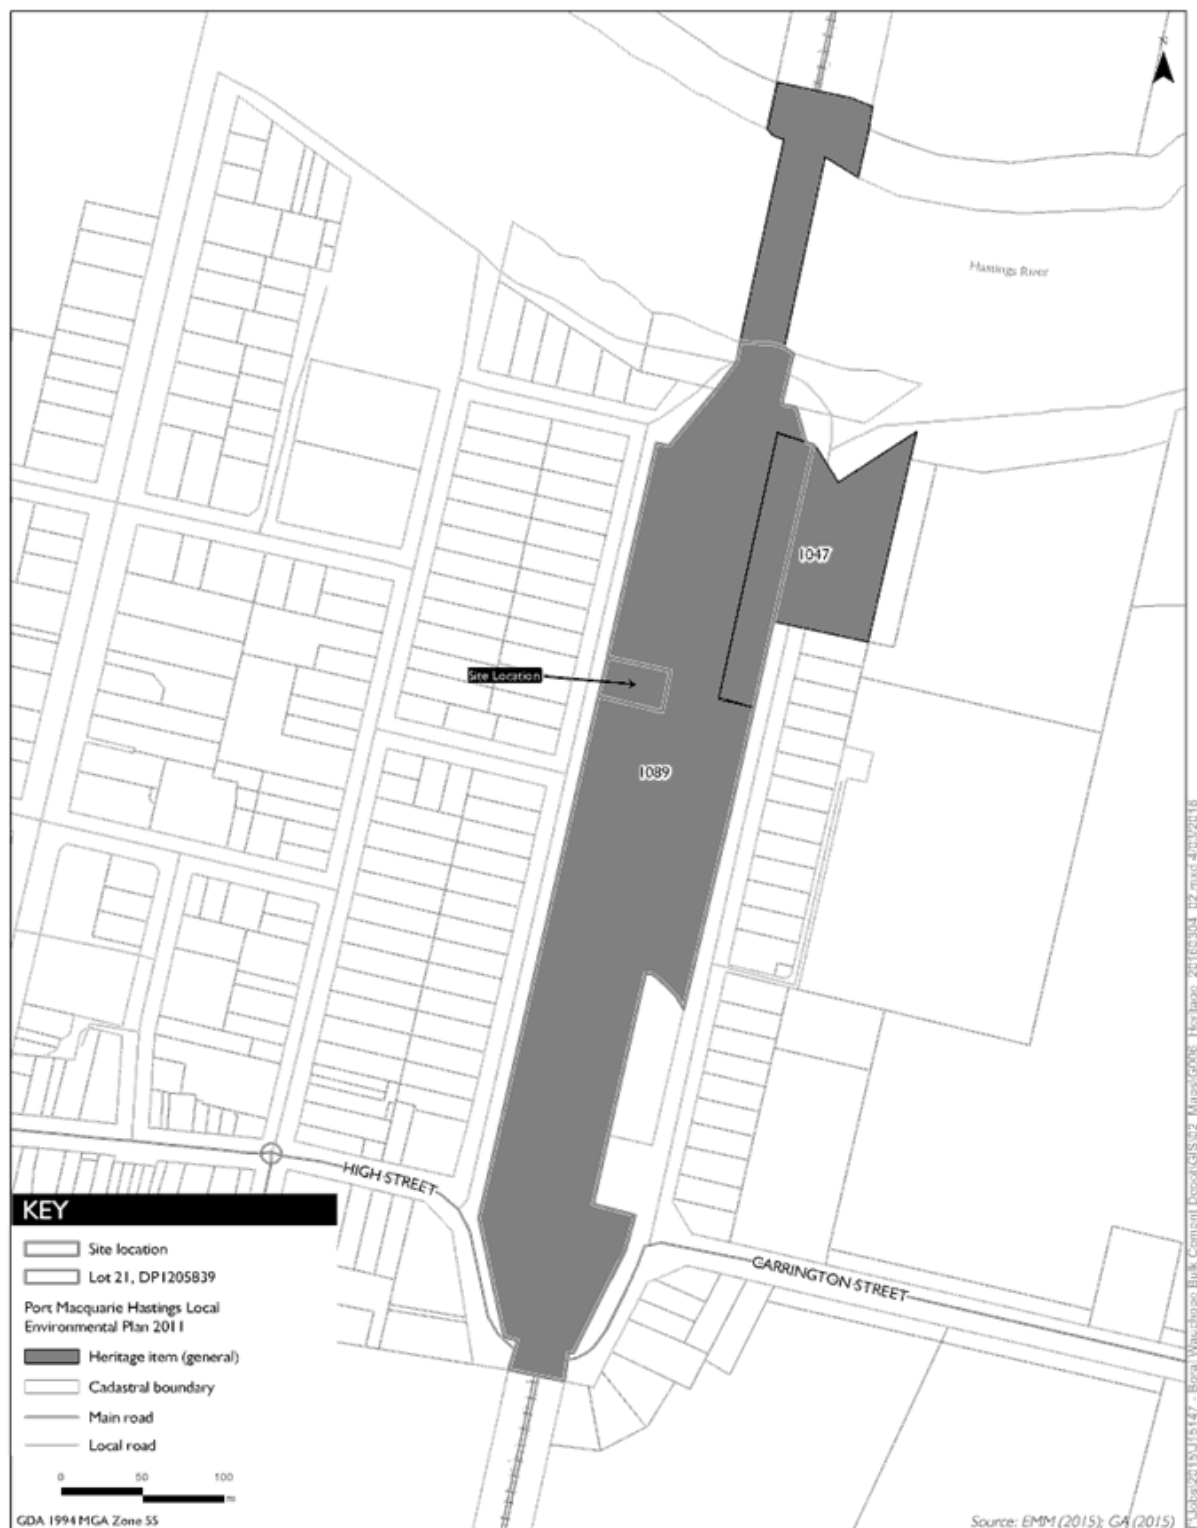 N
Hastings River
1047
Site Location
1089
HIGH STREET
CARRINGTON STREET
KEY
Site location
Lot 21, DP1205839
Port Macquarie Hastings Local
Environmental Plan 2011
Heritage item (general)
Cadastral boundary
Main road
Local road
0 50 100
m
GDA 1994 MGA Zone 55
Source: EMM (2015); GA (2015)